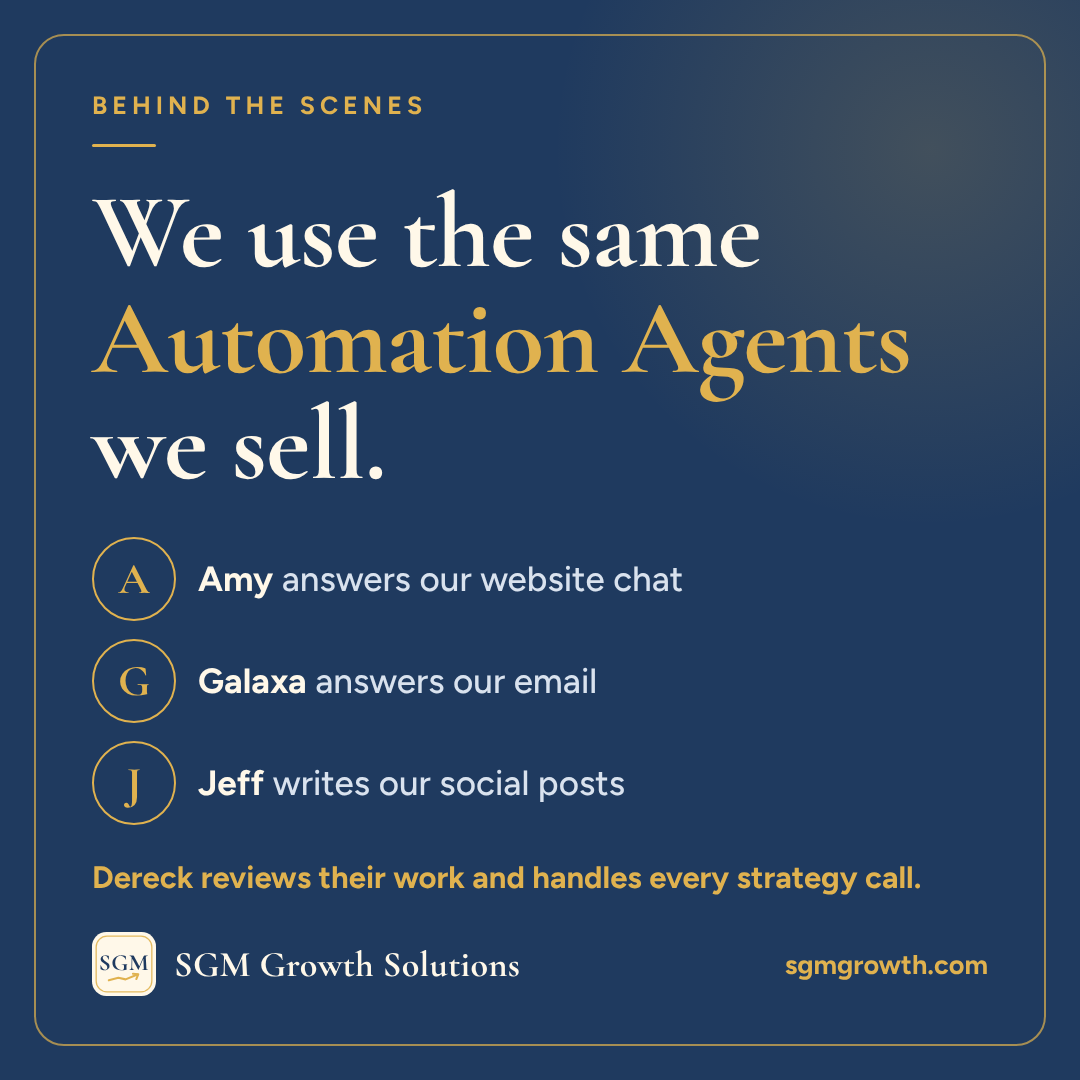 BEHIND THE SCENES
We use the same
Automation Agents
we sell.
A
Amy answers our website chat
G
Galaxa answers our email
J
Jeff writes our social posts
Dereck reviews their work and handles every strategy call.
SGM
SGM Growth Solutions
sgmgrowth.com